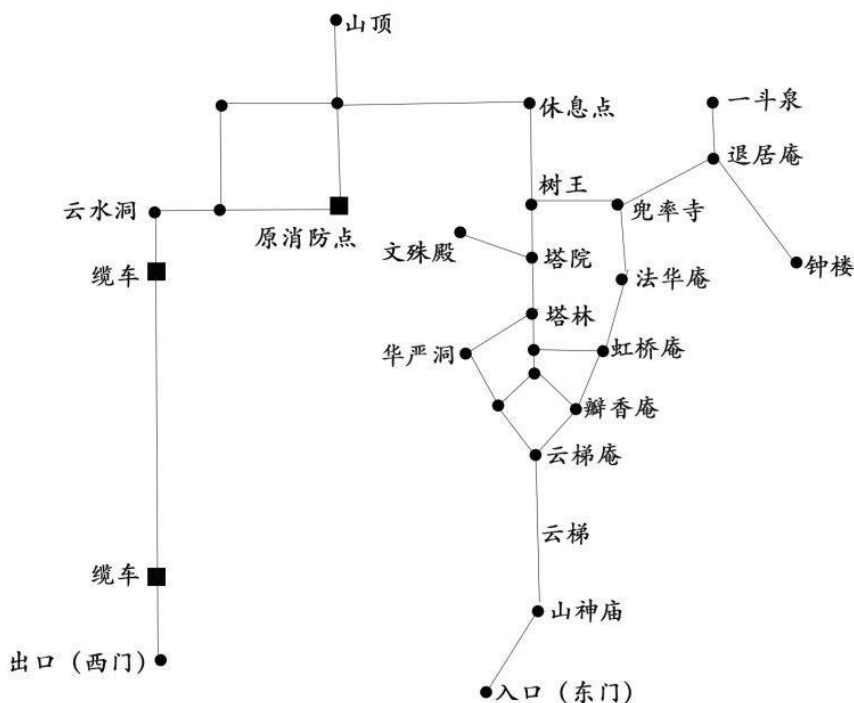 山顶
休息点
一斗泉
退居庵
树王
兜率寺
云水洞
原消防点
文殊殿
塔院
钟楼
缆车
法华庵
塔林
华严洞
虹桥庵
瓣香庵
云梯庵
云梯
缆车
山神庙
出口（西门）
入口（东门）